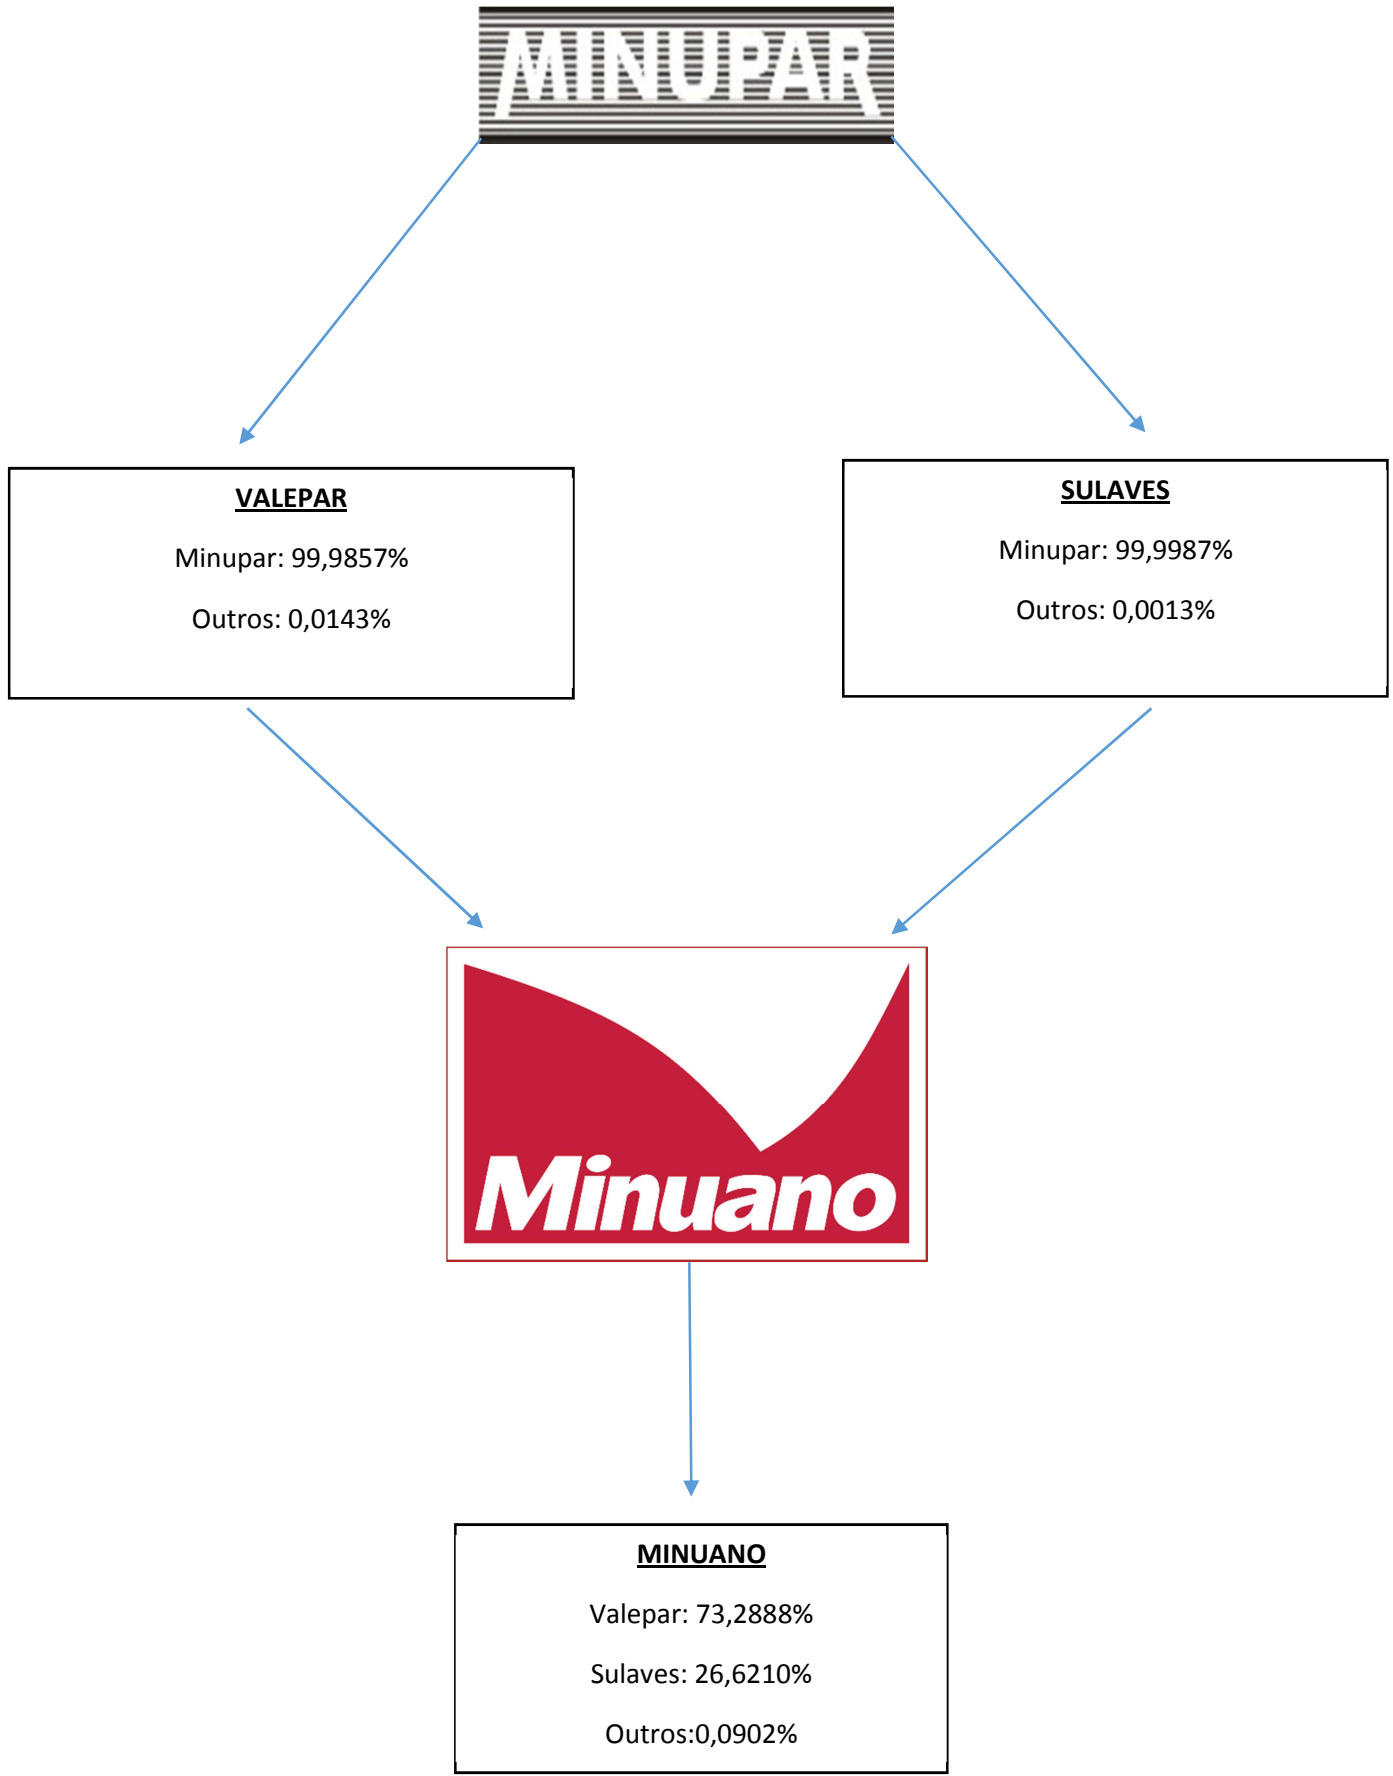 MINUPAR
VALEPAR
Minupar: 99,9857%
Outros: 0,0143%
SULAVES
Minupar: 99,9987%
Outros: 0,0013%
Minuano
MINUANO
Valepar: 73,2888%
Sulaves: 26,6210%
Outros:0,0902%